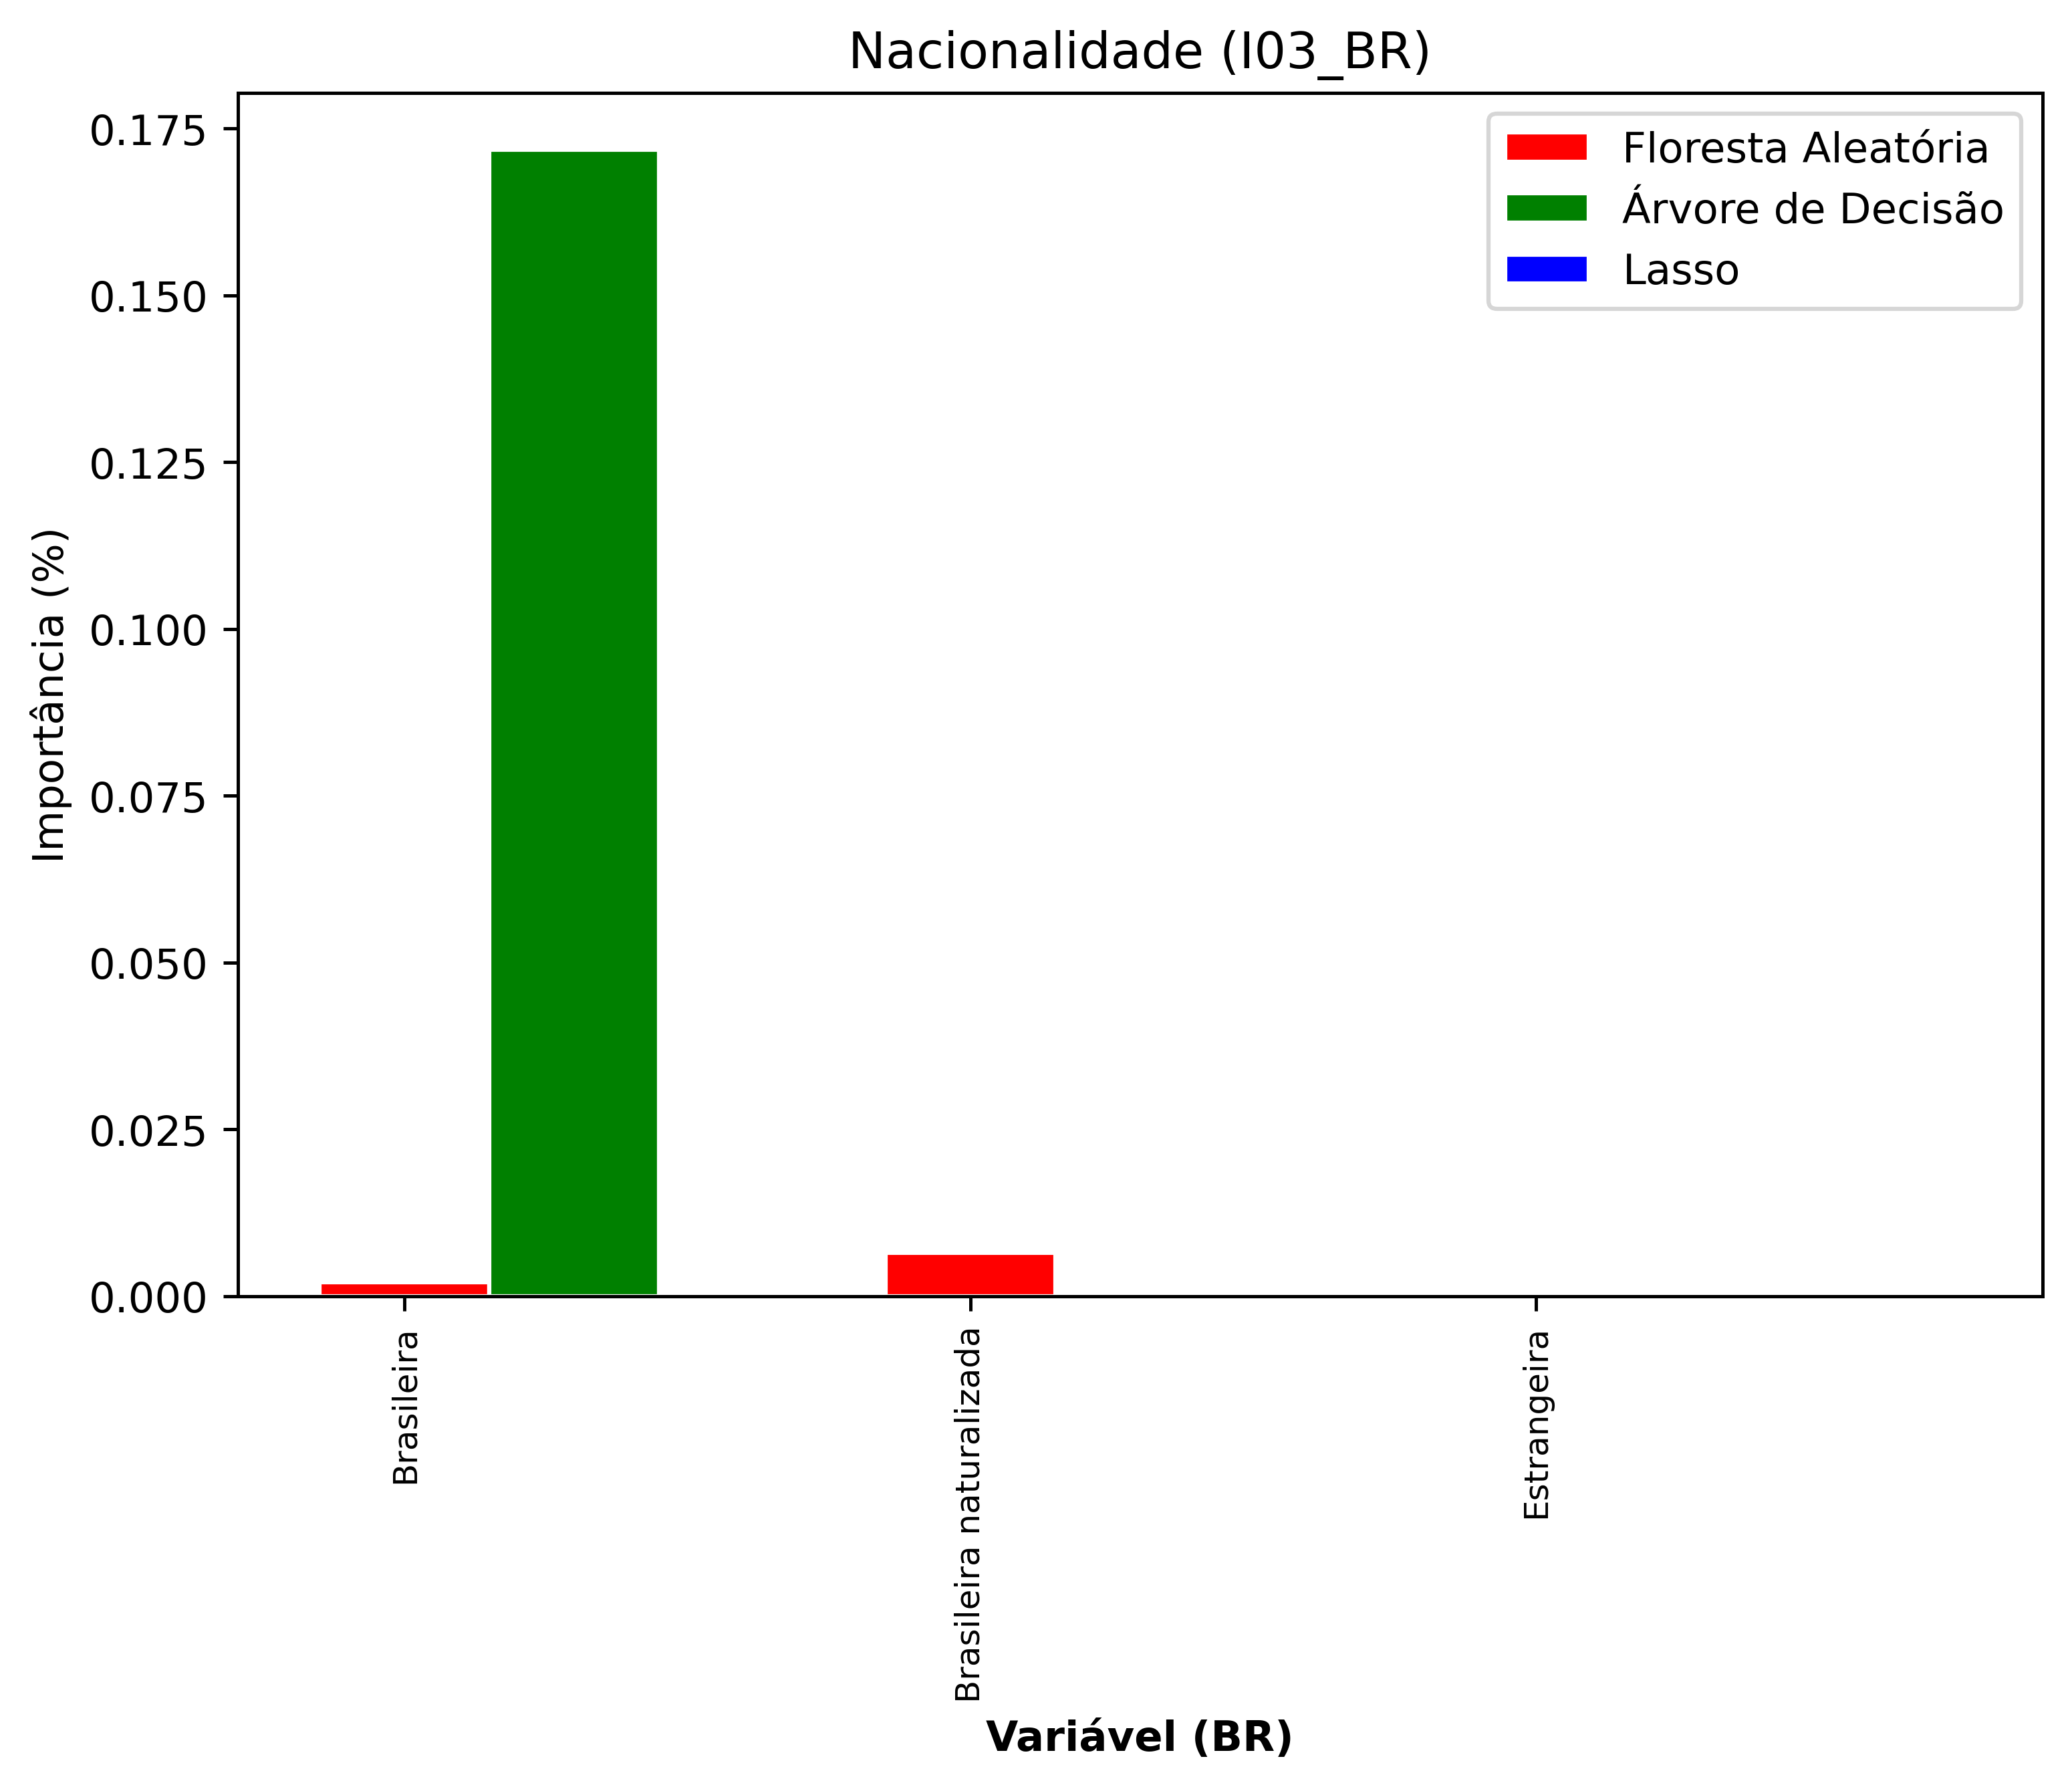 Nacionalidade (I03_BR)
Floresta Aleatória
Árvore de Decisão
Lasso
Importância (%)
0.175
0.150
0.125
0.100
0.075
0.050
0.025
0.000
Brasileira
Brasileira naturalizada
Estrangeira
Variável (BR)